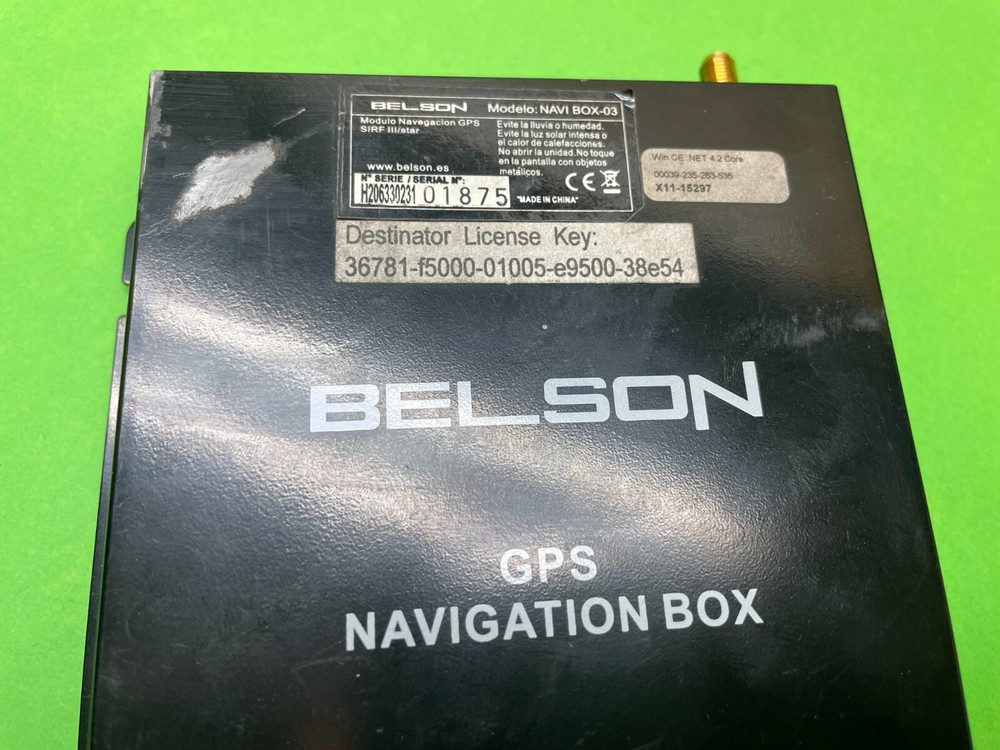 BELSON Modelo: NAVI BOX-03
Modulo Navegacion GPS
SIRF III/star
Evite la lluvia o humedad.
Evite la luz solar intensa o
el calor de calefacciones.
No abrir la unidad. No toque
en la pantalla con objetos
metálicos.
www.belson.es
Nº SERIE / SERIAL Nº:
H206330231 01875
"MADE IN CHINA"
CE
Win CE .NET 4.2 Core
00039-235-253-535
X11-15297
Destinator License Key:
36781-f5000-01005-e9500-38e54
BELSON
GPS
NAVIGATION BOX